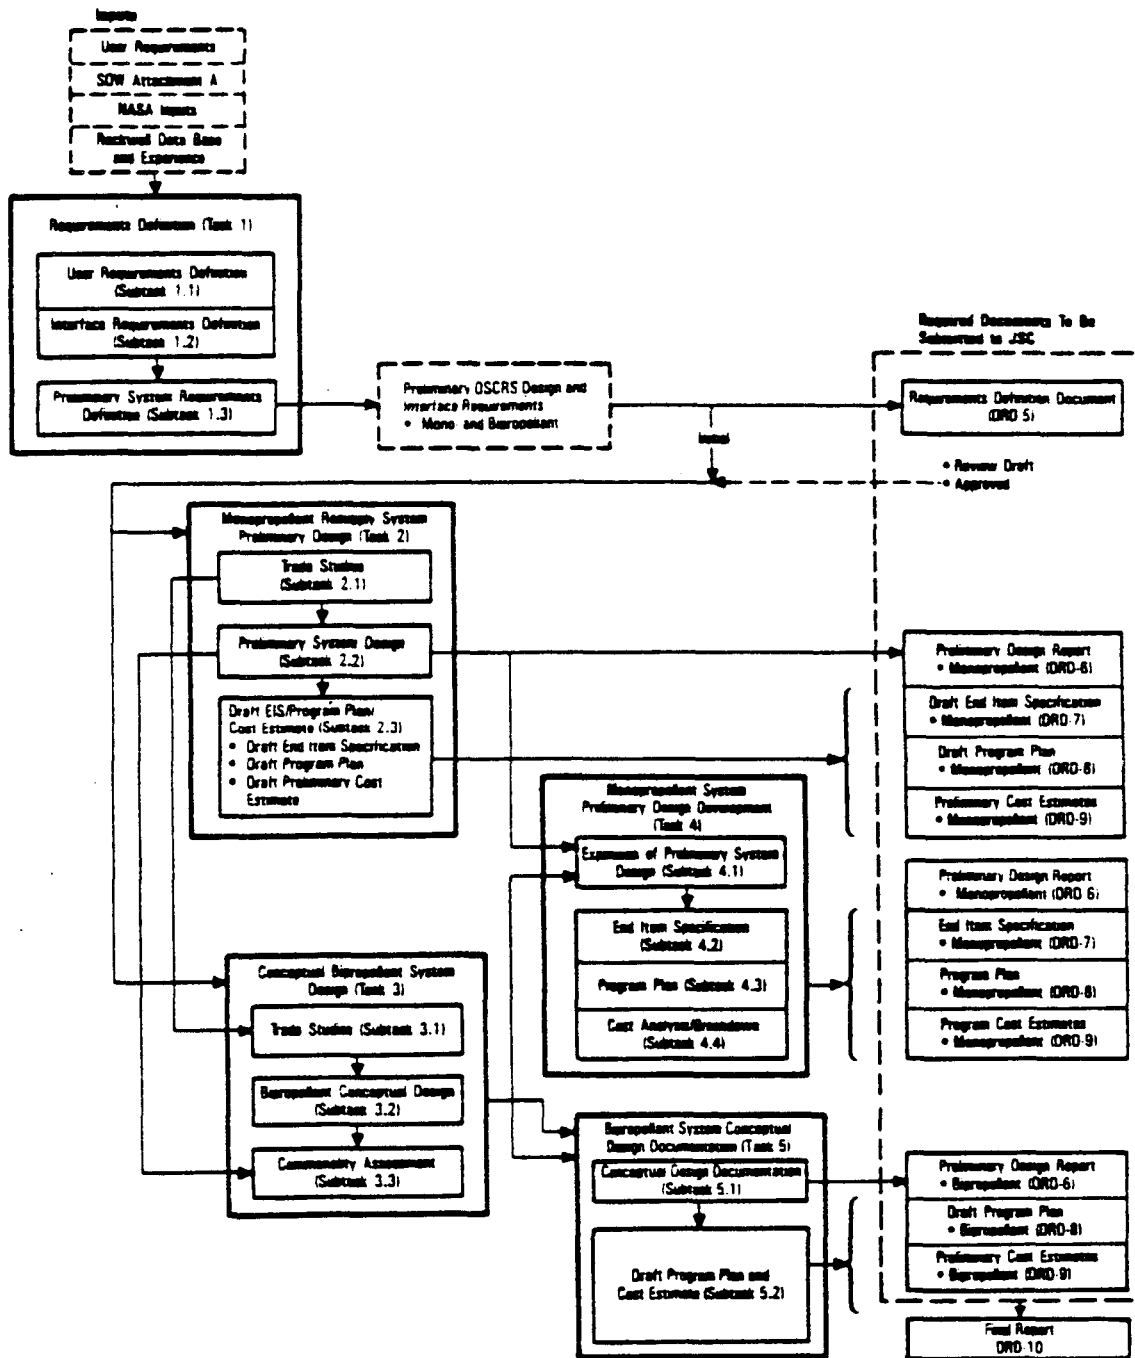 Inputs
User Requirements
SOW Attachment A
NASA Inputs
Rockwell Data Base
and Experience
Requirements Definition (Task 1)
User Requirements Definition
(Subtask 1.1)
Interface Requirements Definition
(Subtask 1.2)
Preliminary System Requirements
Definition (Subtask 1.3)
Preliminary OSCRS Design and
Interface Requirements
• Mono- and Bipropellant
Initial
Required Documents To Be
Submitted to JSC
Requirements Definition Document
(DRD-5)
• Review Draft
• Approved
Monopropellant Resupply System
Preliminary Design (Task 2)
Trade Studies
(Subtask 2.1)
Preliminary System Design
(Subtask 2.2)
Draft EIS/Program Plan/
Cost Estimate (Subtask 2.3)
• Draft End Item Specification
• Draft Program Plan
• Draft Preliminary Cost
Estimate
Preliminary Design Report
• Monopropellant (DRD-6)
Draft End Item Specification
• Monopropellant (DRD-7)
Draft Program Plan
• Monopropellant (DRD-8)
Preliminary Cost Estimates
• Monopropellant (DRD-9)
Monopropellant System
Preliminary Design Development
(Task 4)
Expansion of Preliminary System
Design (Subtask 4.1)
End Item Specification
(Subtask 4.2)
Program Plan (Subtask 4.3)
Cost Analysis/Breakdown
(Subtask 4.4)
Preliminary Design Report
• Monopropellant (DRD-6)
End Item Specification
• Monopropellant (DRD-7)
Program Plan
• Monopropellant (DRD-8)
Program Cost Estimates
• Monopropellant (DRD-9)
Conceptual Bipropellant System
Design (Task 3)
Trade Studies (Subtask 3.1)
Bipropellant Conceptual Design
(Subtask 3.2)
Commonality Assessment
(Subtask 3.3)
Bipropellant System Conceptual
Design Documentation (Task 5)
Conceptual Design Documentation
(Subtask 5.1)
Draft Program Plan and
Cost Estimate (Subtask 5.2)
Preliminary Design Report
• Bipropellant (DRD-6)
Draft Program Plan
• Bipropellant (DRD-8)
Preliminary Cost Estimates
• Bipropellant (DRD-9)
Final Report
DRD-10